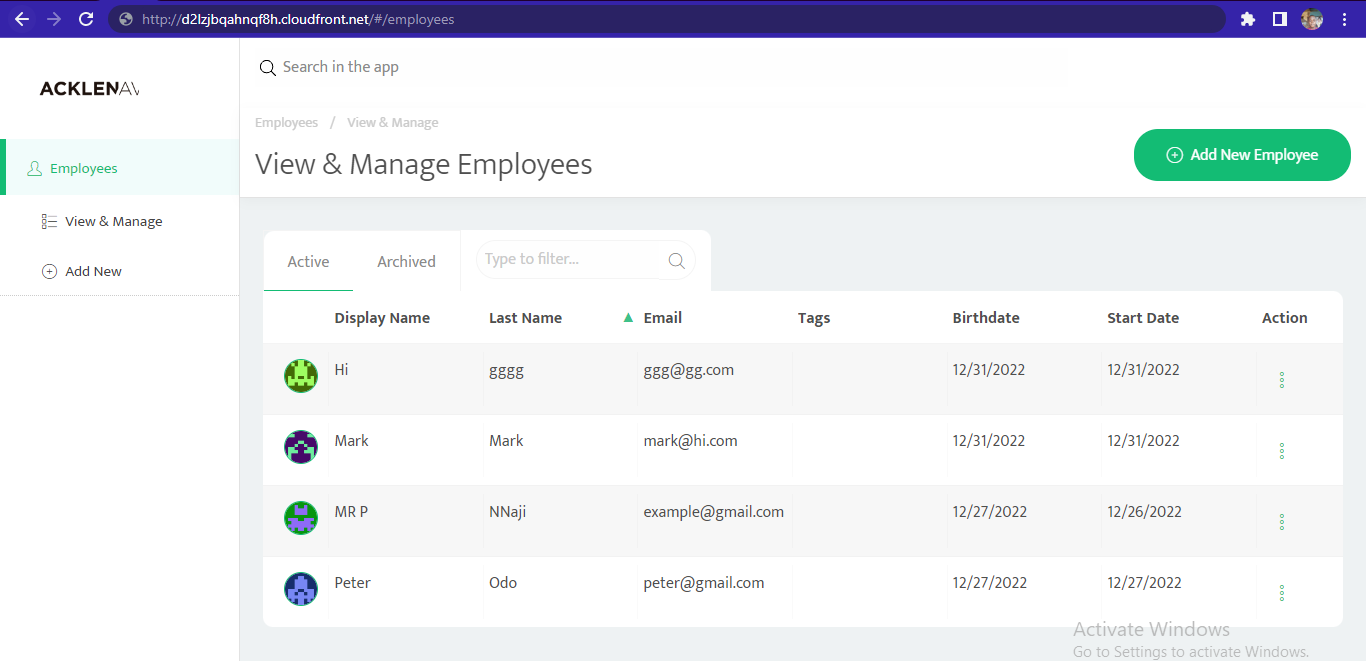 http://d2lzjbqahnqf8h.cloudfront.net/#/employees
ACKLENAV
Search in the app
Employees / View & Manage
View & Manage Employees
Add New Employee
Employees
View & Manage
Add New
Active Archived Type to filter...
Display Name Last Name Email Tags Birthdate Start Date Action
Hi gggg ggg@gg.com 12/31/2022 12/31/2022
Mark Mark mark@hi.com 12/31/2022 12/31/2022
MR P NNaji example@gmail.com 12/27/2022 12/26/2022
Peter Odo peter@gmail.com 12/27/2022 12/27/2022
Activate Windows
Go to Settings to activate Windows.